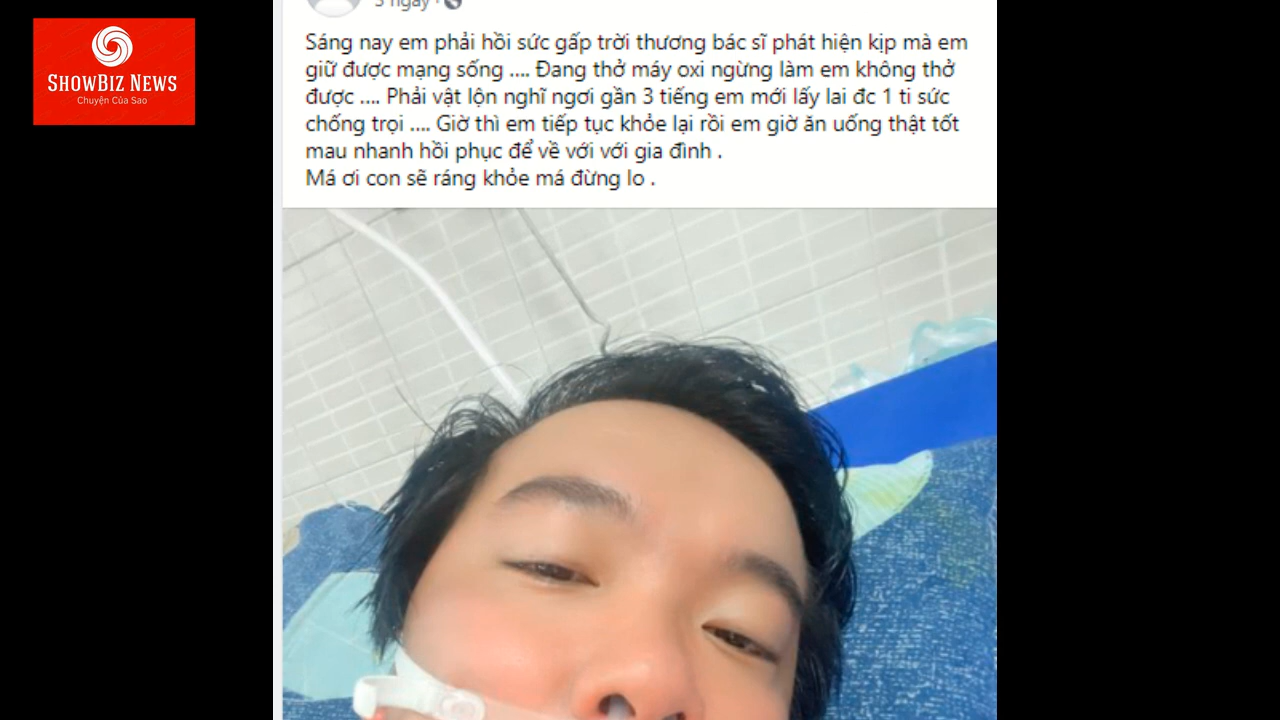 SHOWBIZ NEWS
Chuyện Của Sao
5 ngày ·
Sáng nay em phải hồi sức gấp trời thương bác sĩ phát hiện kịp mà em
giữ được mạng sống .... Đang thở máy oxi ngừng làm em không thở
được .... Phải vật lộn nghĩ ngơi gần 3 tiếng em mới lấy lai đc 1 ti sức
chống trọi .... Giờ thì em tiếp tục khỏe lại rồi em giờ ăn uống thật tốt
mau nhanh hồi phục để về với với gia đình .
Má ơi con sẽ ráng khỏe má đừng lo .